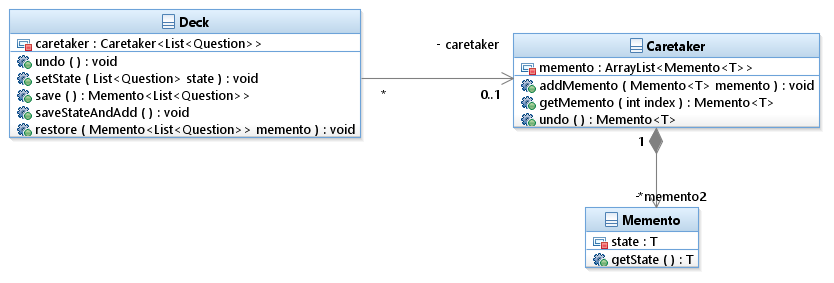 Deck
caretaker : Caretaker<List<Question>>
undo ( ) : void
setState ( List<Question> state ) : void
save ( ) : Memento<List<Question>>
saveStateAndAdd ( ) : void
restore ( Memento<List<Question>> memento ) : void
- caretaker
*
0..1
Caretaker
memento : ArrayList<Memento<T>>
addMemento ( Memento<T> memento ) : void
getMemento ( int index ) : Memento<T>
undo ( ) : Memento<T>
1
-*memento2
Memento
state : T
getState ( ) : T